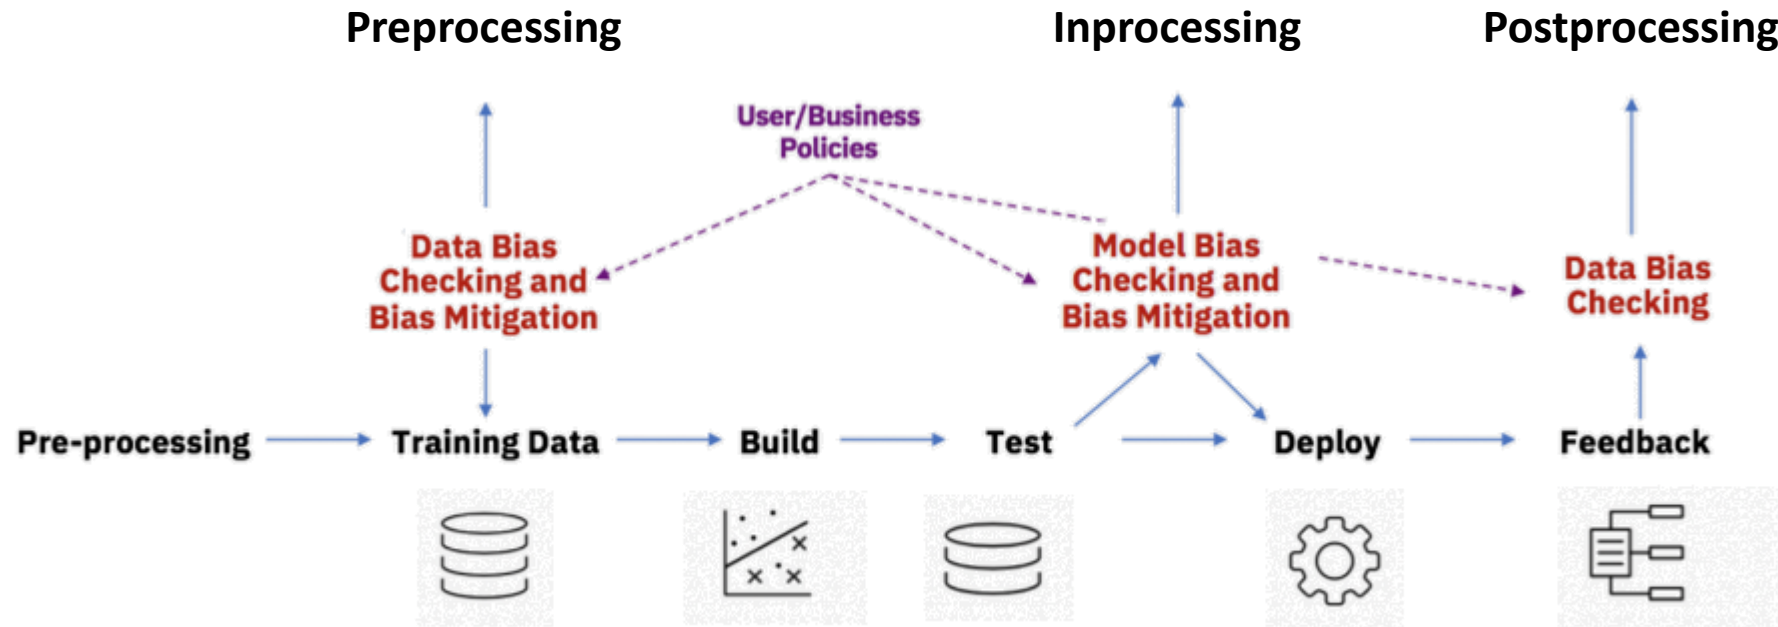 Preprocessing
Inprocessing
Postprocessing
User/Business
Policies
Data Bias
Checking and
Bias Mitigation
Model Bias
Checking and
Bias Mitigation
Data Bias
Checking
Pre-processing
Training Data
Build
Test
Deploy
Feedback